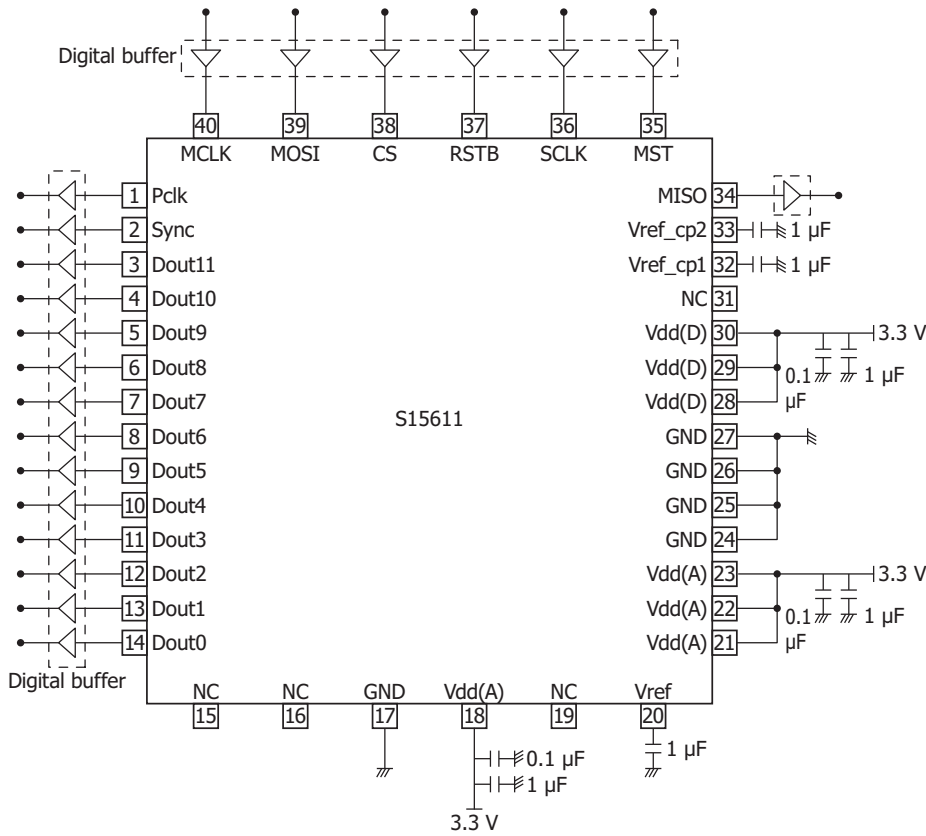 Digital buffer
40 39 38 37 36 35
MCLK MOSI CS RSTB SCLK MST
1 Pclk
MISO 34
2 Sync
Vref_cp2 33 1 µF
3 Dout11
Vref_cp1 32 1 µF
4 Dout10
NC 31
5 Dout9
Vdd(D) 30 3.3 V
6 Dout8
Vdd(D) 29
0.1 µF
1 µF
7 Dout7
Vdd(D) 28
S15611
8 Dout6
GND 27
9 Dout5
GND 26
10 Dout4
GND 25
11 Dout3
GND 24
12 Dout2
Vdd(A) 23 3.3 V
13 Dout1
Vdd(A) 22
0.1 µF
1 µF
14 Dout0
Vdd(A) 21
Digital buffer
NC NC GND Vdd(A) NC Vref
15 16 17 18 19 20
0.1 µF
1 µF
3.3 V
1 µF